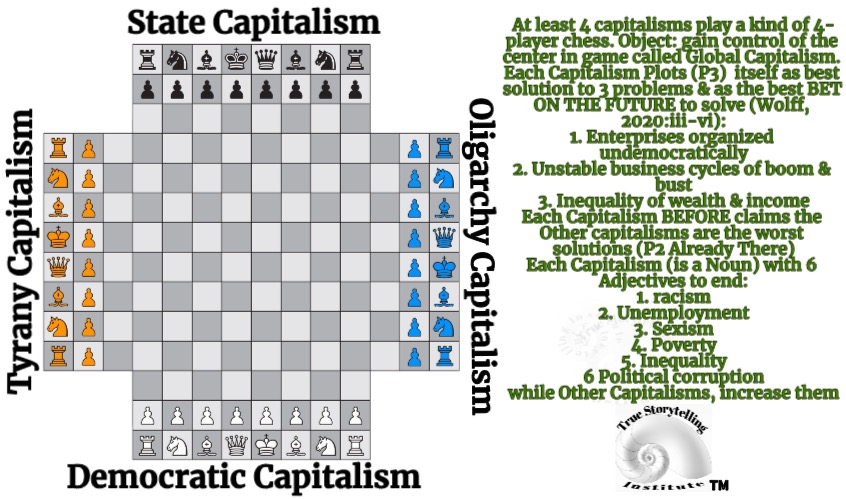 State Capitalism
Tyrany Capitalism
Oligarchy Capitalism
Democratic Capitalism
At least 4 capitalisms play a kind of 4-
player chess. Object: gain control of the
center in game called Global Capitalism.
Each Capitalism Plots (P3) itself as best
solution to 3 problems & as the best BET
ON THE FUTURE to solve (Wolff,
2020:iii-vi):
1. Enterprises organized
undemocratically
2. Unstable business cycles of boom &
bust
3. Inequality of wealth & income
Each Capitalism BEFORE claims the
Other capitalisms are the worst
solutions (P2 Already There)
Each Capitalism (is a Noun) with 6
Adjectives to end:
1. racism
2. Unemployment
3. Sexism
4. Poverty
5. Inequality
6 Political corruption
while Other Capitalisms, increase them
True Storytelling
Institute TM